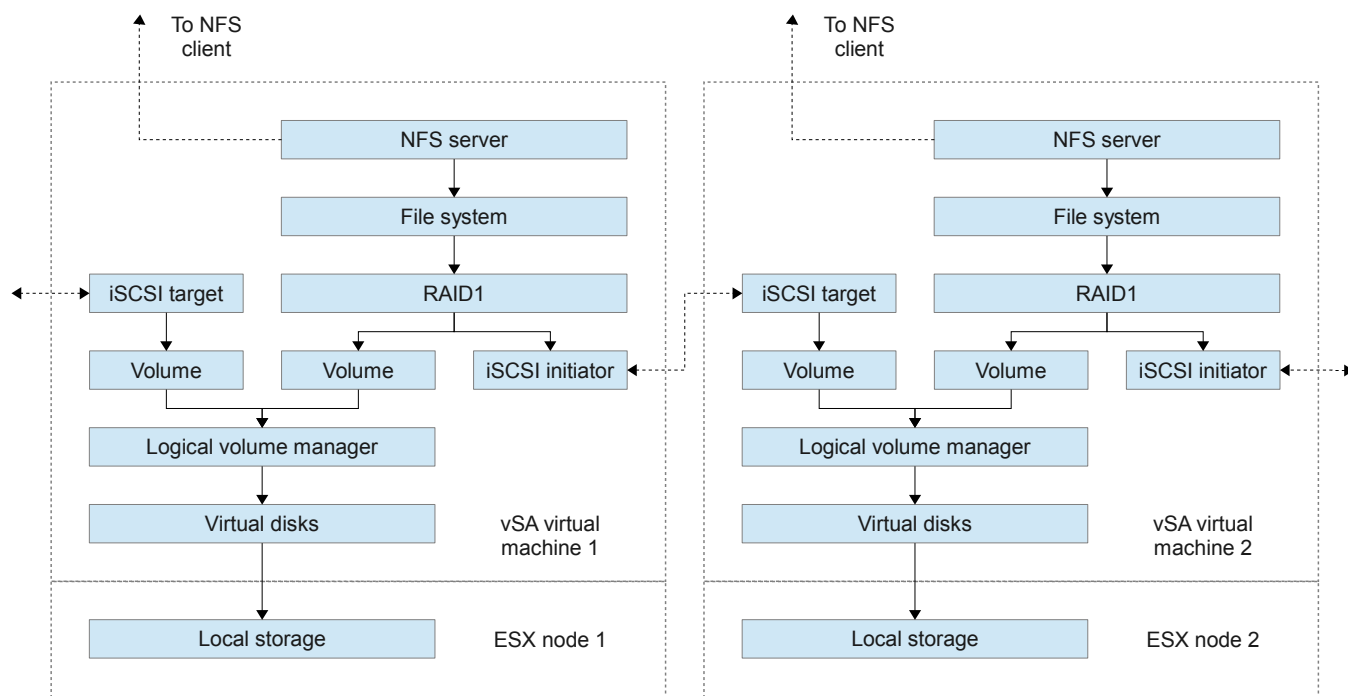 To NFS
client
To NFS
client
NFS server
NFS server
File system
File system
iSCSI target
RAID1
iSCSI target
RAID1
Volume
Volume
iSCSI initiator
Volume
Volume
iSCSI initiator
Logical volume manager
Logical volume manager
Virtual disks
vSA virtual
machine 1
Virtual disks
vSA virtual
machine 2
Local storage
ESX node 1
Local storage
ESX node 2